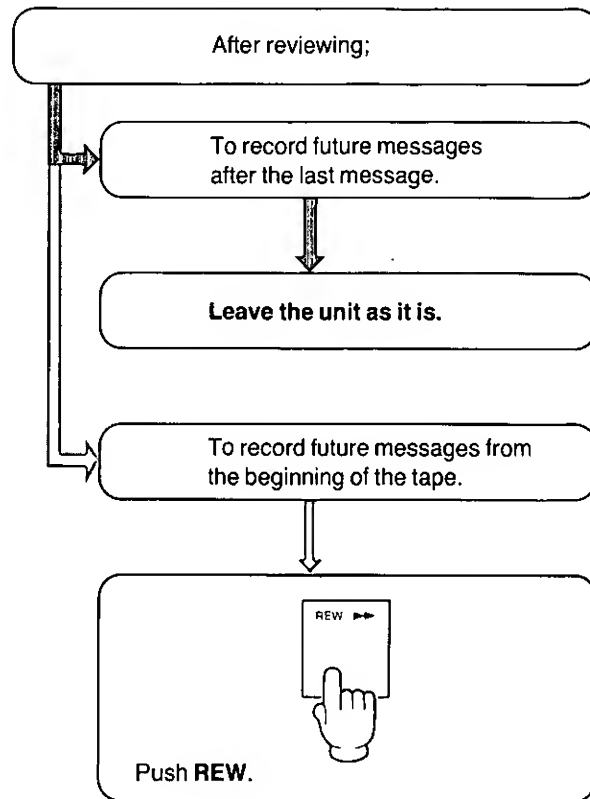 After reviewing;
To record future messages
after the last message.
Leave the unit as it is.
To record future messages from
the beginning of the tape.
REW
Push REW.